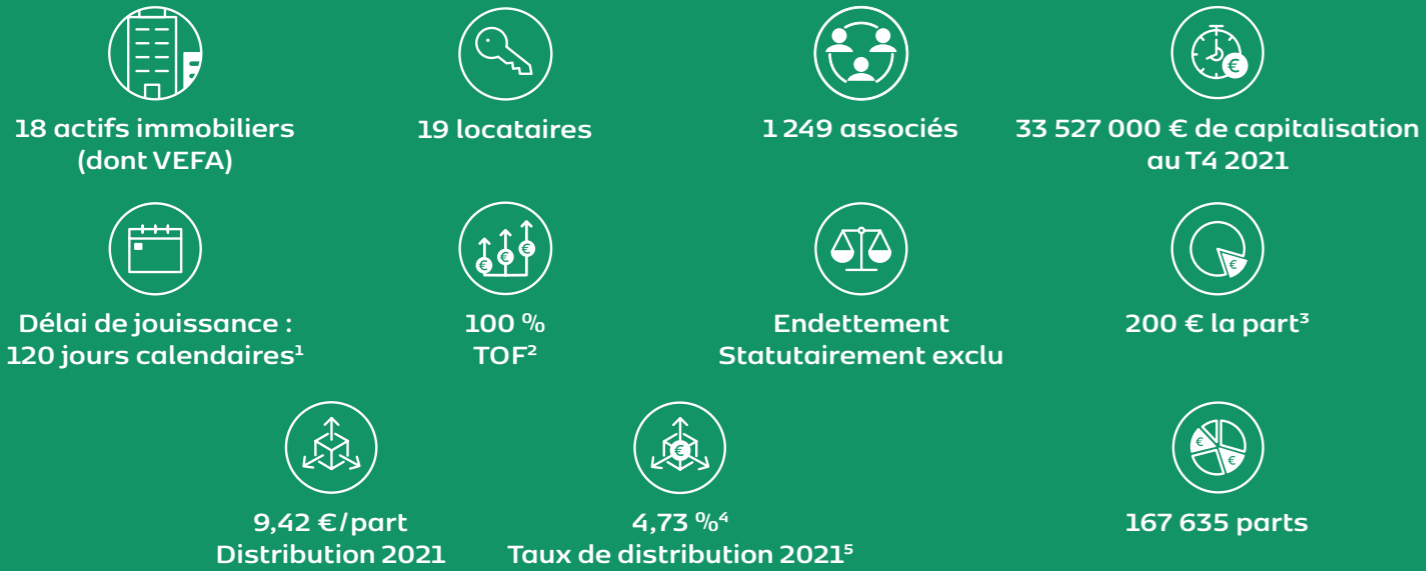 18 actifs immobiliers
(dont VEFA)
19 locataires
1 249 associés
33 527 000 € de capitalisation
au T4 2021
Délai de jouissance :
120 jours calendaires¹
100 %
TOF²
Endettement
Statutairement exclu
200 € la part³
9,42 €/part
Distribution 2021
4,73 %⁴
Taux de distribution 2021⁵
167 635 parts